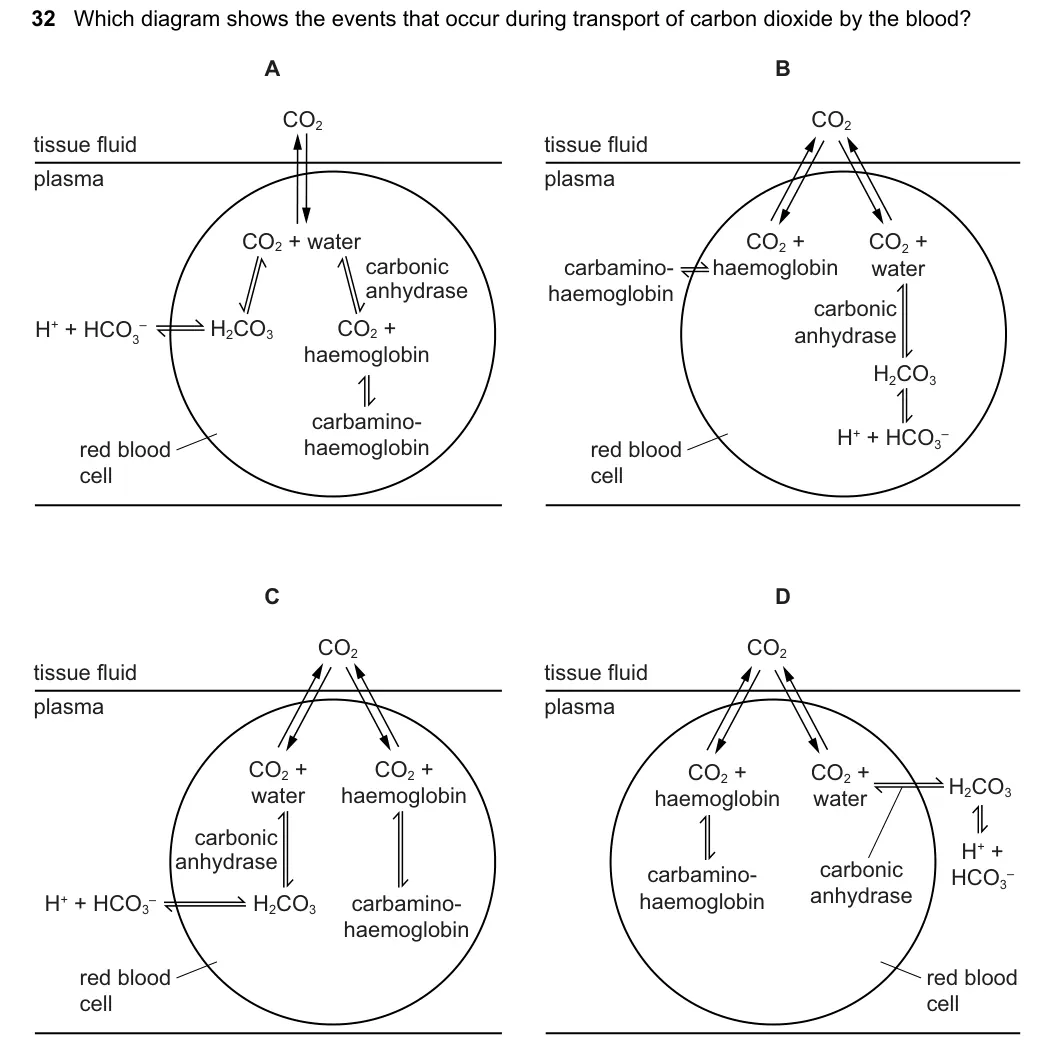 32 Which diagram shows the events that occur during transport of carbon dioxide by the blood?
A
CO₂
tissue fluid
plasma
CO₂ + water
carbonic
anhydrase
H⁺ + HCO₃⁻ ⇌ H₂CO₃
CO₂ +
haemoglobin
carbamino-
haemoglobin
red blood
cell
B
CO₂
tissue fluid
plasma
CO₂ +
haemoglobin
carbamino-
haemoglobin
CO₂ +
water
carbonic
anhydrase
H₂CO₃
H⁺ + HCO₃⁻
red blood
cell
C
CO₂
tissue fluid
plasma
CO₂ +
water
CO₂ +
haemoglobin
carbonic
anhydrase
H⁺ + HCO₃⁻ ⇌ H₂CO₃
carbamino-
haemoglobin
red blood
cell
D
CO₂
tissue fluid
plasma
CO₂ +
haemoglobin
CO₂ +
water
H₂CO₃
H⁺ +
HCO₃⁻
carbamino-
haemoglobin
carbonic
anhydrase
red blood
cell